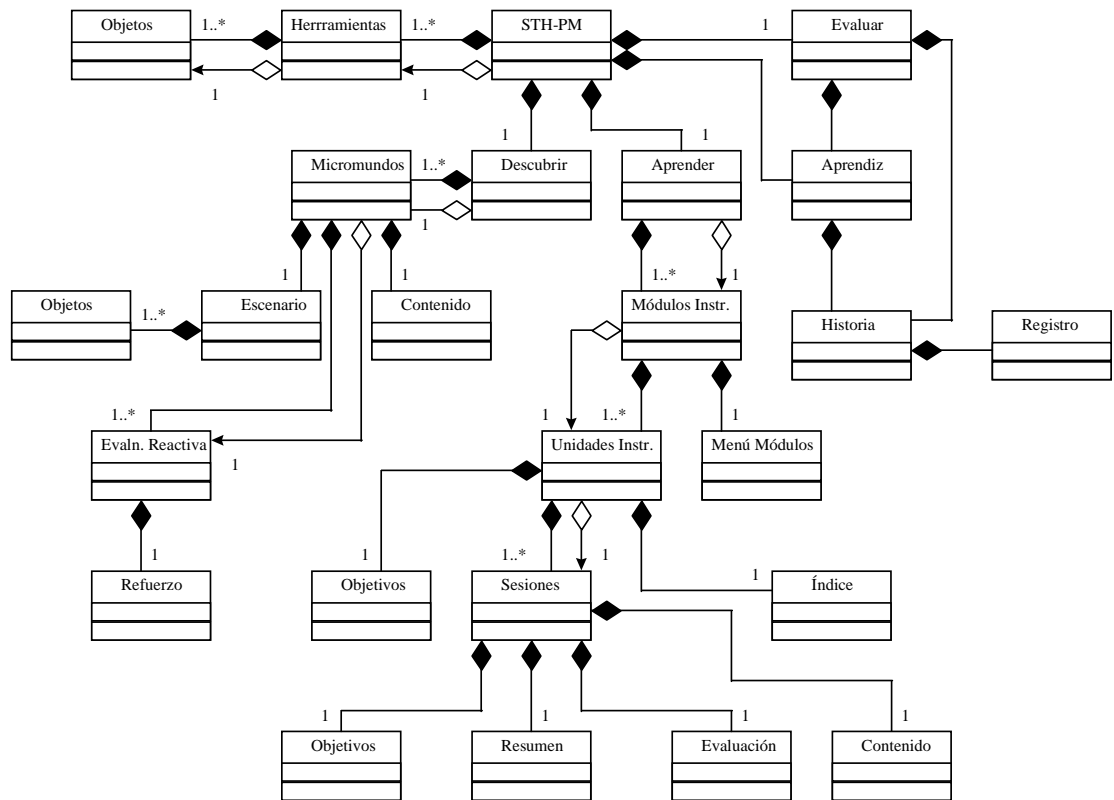 Objetos
1..*
Herrramientas
1..*
STH-PM
1
Evaluar
1
1
1
1
Micromundos
1..*
Descubrir
Aprender
Aprendiz
1
1
1
1..*
1
Objetos
1..*
Escenario
Contenido
Módulos Instr.
Historia
Registro
1..*
1
1..*
1
Evaln. Reactiva
Unidades Instr.
Menú Módulos
1
1
1
1..*
1
1
Refuerzo
Objetivos
Sesiones
Índice
1
1
1
1
Objetivos
Resumen
Evaluación
Contenido